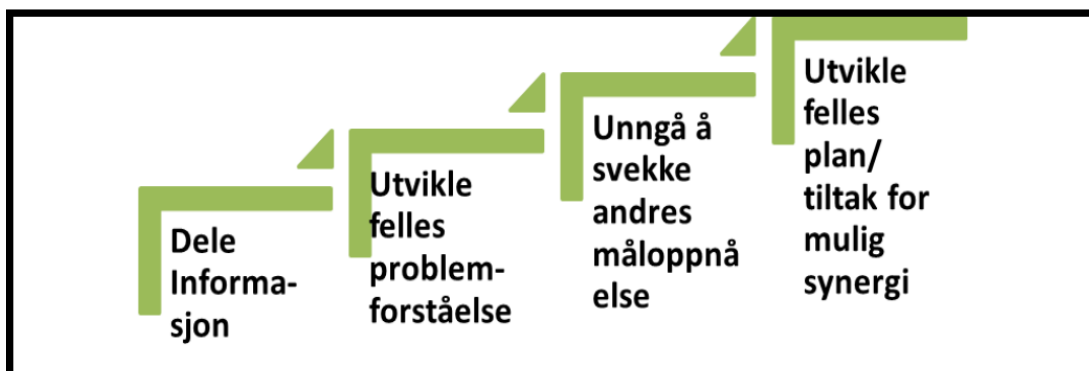 Dele
Informa-
sjon
Utvikle
felles
problem-
forståelse
Unngå å
svekke
andres
måloppnå
else
Utvikle
felles
plan/
tiltak for
mulig
synergi